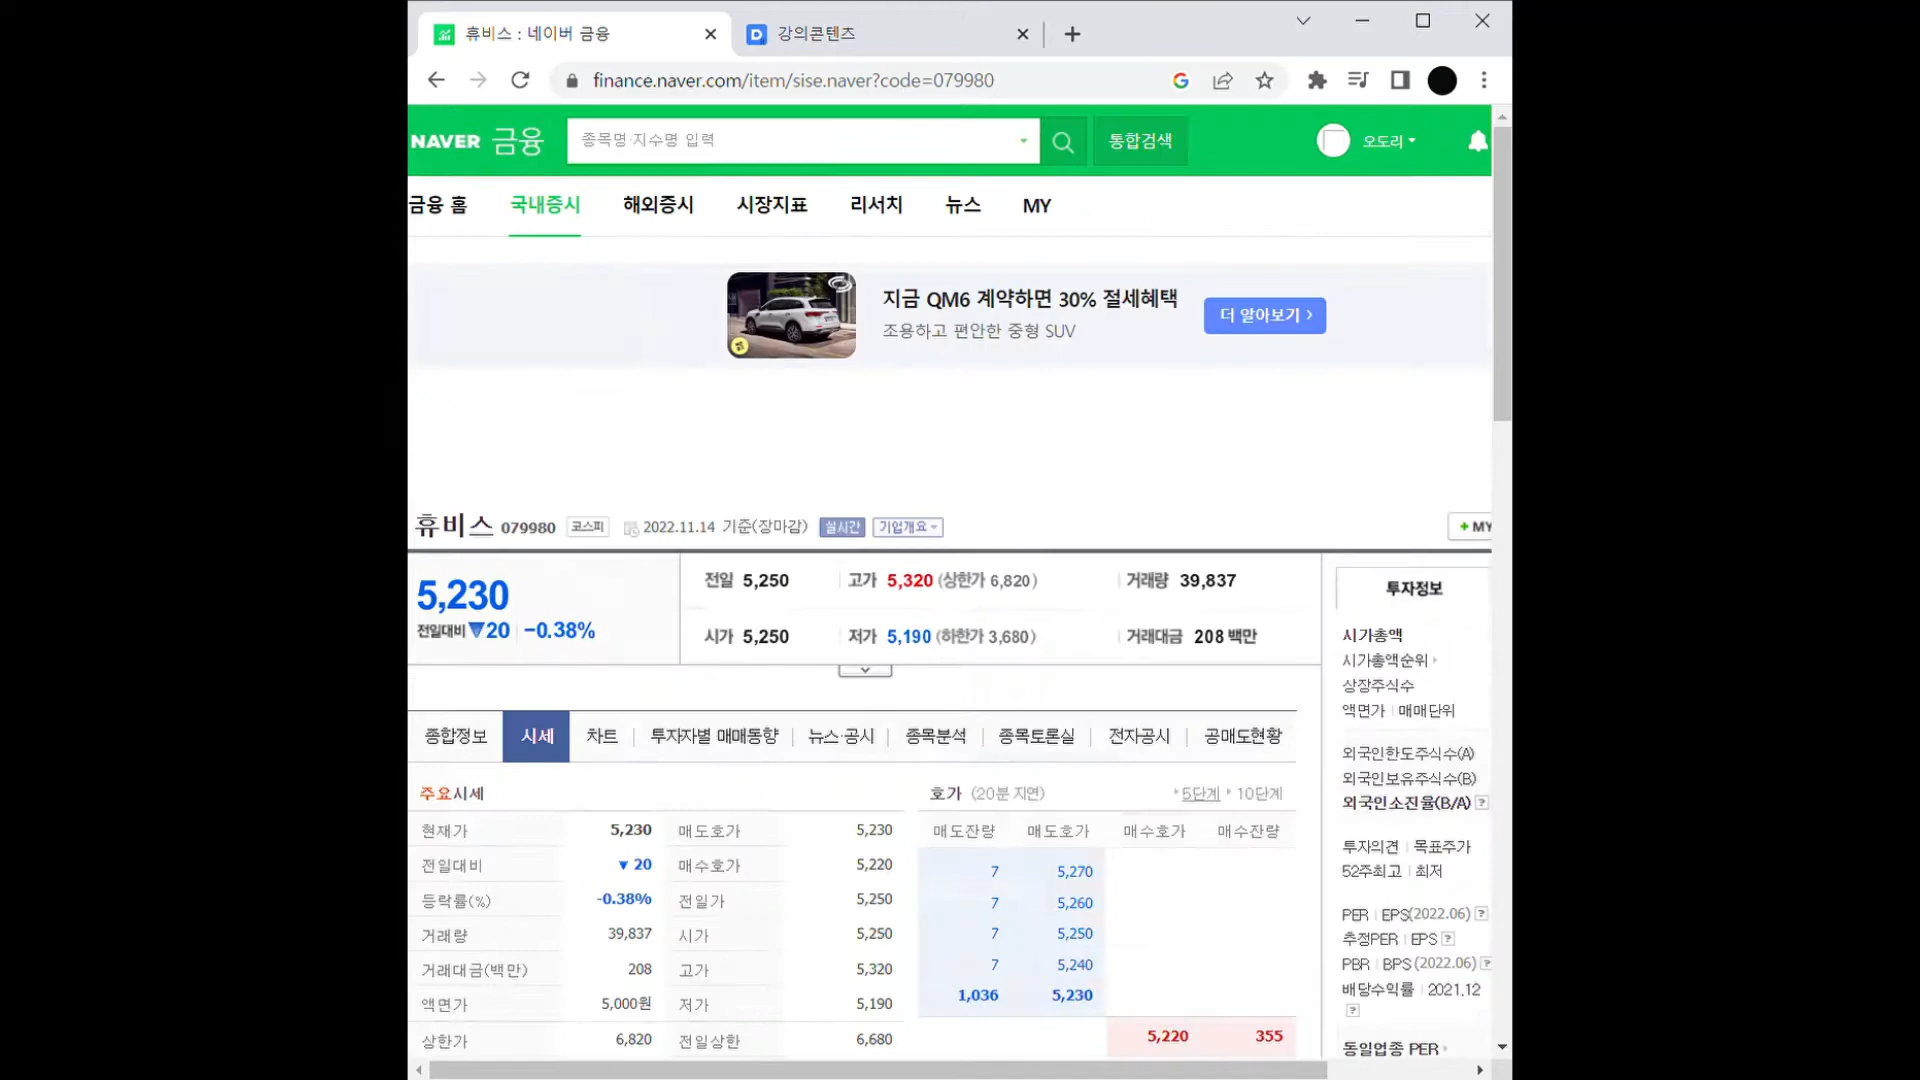 휴비스 : 네이버 금융
강의콘텐츠
finance.naver.com/item/sise.naver?code=079980
NAVER 금융
종목명·지수명 입력
통합검색
오도리
금융 홈 국내증시 해외증시 시장지표 리서치 뉴스 MY
지금 QM6 계약하면 30% 절세혜택
조용하고 편안한 중형 SUV
더 알아보기 >
휴비스 079980 코스피 2022.11.14 기준(장마감) 실시간 기업개요
+ MY
5,230
전일대비 ▼20 -0.38%
전일 5,250 고가 5,320 (상한가 6,820) 거래량 39,837
시가 5,250 저가 5,190 (하한가 3,680) 거래대금 208 백만
종합정보 시세 차트 투자자별 매매동향 뉴스·공시 종목분석 종목토론실 전자공시 공매도현황
주요시세
현재가 5,230 매도호가 5,230
전일대비 ▼ 20 매수호가 5,220
등락률(%) -0.38% 전일가 5,250
거래량 39,837 시가 5,250
거래대금(백만) 208 고가 5,320
액면가 5,000원 저가 5,190
상한가 6,820 전일상한 6,680
호가 (20분 지연) 5단계 10단계
매도잔량 매도호가 매수호가 매수잔량
7 5,270
7 5,260
7 5,250
7 5,240
1,036 5,230
5,220 355
투자정보
시가총액
시가총액순위
상장주식수
액면가 매매단위
외국인한도주식수(A)
외국인보유주식수(B)
외국인소진율(B/A) ?
투자의견 목표주가
52주최고 최저
PER EPS(2022.06) ?
추정PER EPS ?
PBR BPS (2022.06) ?
배당수익률 2021.12
?
동일업종 PER